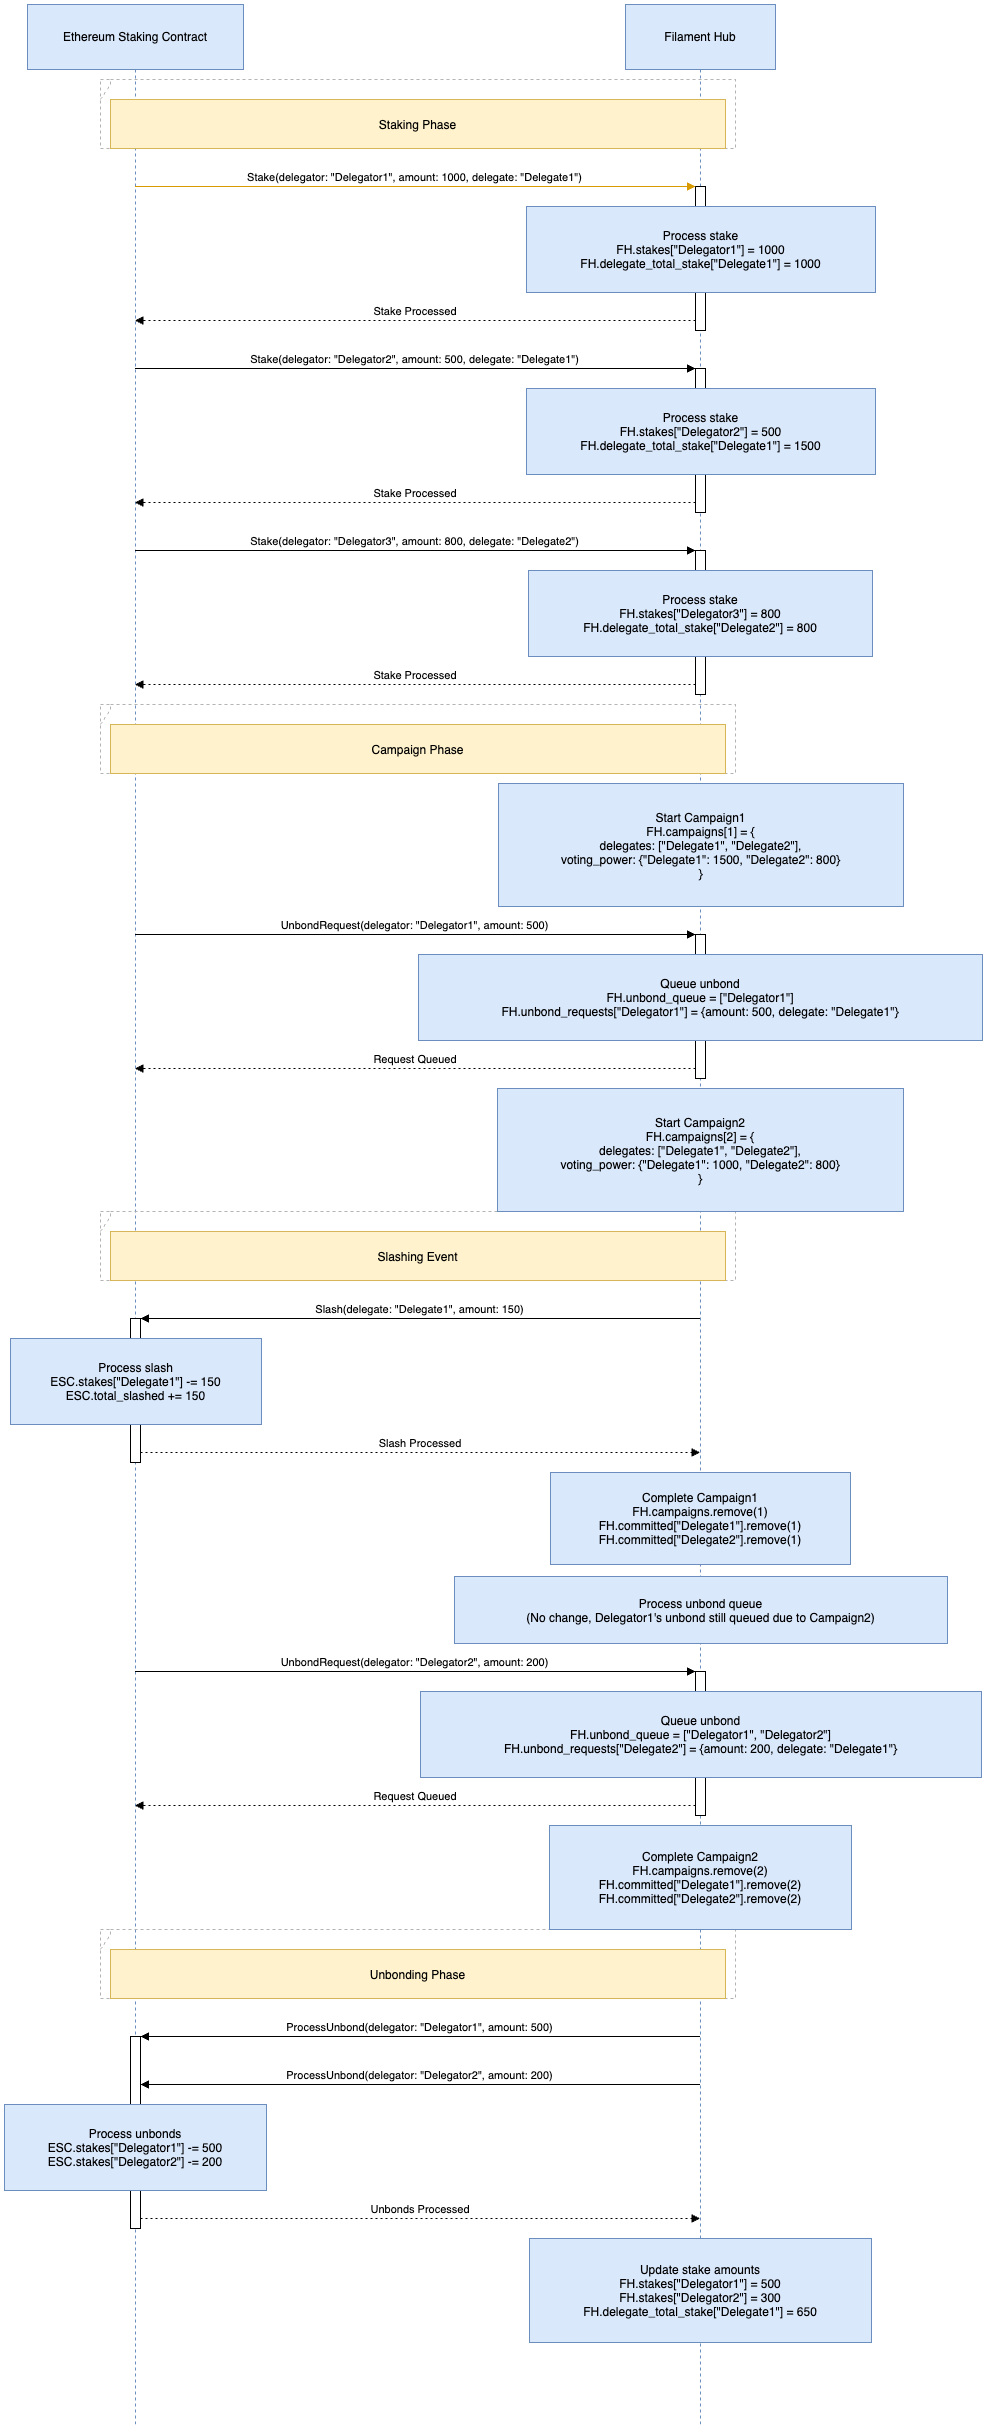 Ethereum Staking Contract
Filament Hub
Staking Phase
Stake(delegator: "Delegator1", amount: 1000, delegate: "Delegate1")
Process stake
FH.stakes["Delegator1"] = 1000
FH.delegate_total_stake["Delegate1"] = 1000
Stake Processed
Stake(delegator: "Delegator2", amount: 500, delegate: "Delegate1")
Process stake
FH.stakes["Delegator2"] = 500
FH.delegate_total_stake["Delegate1"] = 1500
Stake Processed
Stake(delegator: "Delegator3", amount: 800, delegate: "Delegate2")
Process stake
FH.stakes["Delegator3"] = 800
FH.delegate_total_stake["Delegate2"] = 800
Stake Processed
Campaign Phase
Start Campaign1
FH.campaigns[1] = {
delegates: ["Delegate1", "Delegate2"],
voting_power: {"Delegate1": 1500, "Delegate2": 800}
}
UnbondRequest(delegator: "Delegator1", amount: 500)
Queue unbond
FH.unbond_queue = ["Delegator1"]
FH.unbond_requests["Delegator1"] = {amount: 500, delegate: "Delegate1"}
Request Queued
Start Campaign2
FH.campaigns[2] = {
delegates: ["Delegate1", "Delegate2"],
voting_power: {"Delegate1": 1000, "Delegate2": 800}
}
Slashing Event
Slash(delegate: "Delegate1", amount: 150)
Process slash
ESC.stakes["Delegate1"] -= 150
ESC.total_slashed += 150
Slash Processed
Complete Campaign1
FH.campaigns.remove(1)
FH.committed["Delegate1"].remove(1)
FH.committed["Delegate2"].remove(1)
Process unbond queue
(No change, Delegator1's unbond still queued due to Campaign2)
UnbondRequest(delegator: "Delegator2", amount: 200)
Queue unbond
FH.unbond_queue = ["Delegator1", "Delegator2"]
FH.unbond_requests["Delegate2"] = {amount: 200, delegate: "Delegate1"}
Request Queued
Complete Campaign2
FH.campaigns.remove(2)
FH.committed["Delegate1"].remove(2)
FH.committed["Delegate2"].remove(2)
Unbonding Phase
ProcessUnbond(delegator: "Delegator1", amount: 500)
ProcessUnbond(delegator: "Delegator2", amount: 200)
Process unbonds
ESC.stakes["Delegator1"] -= 500
ESC.stakes["Delegator2"] -= 200
Unbonds Processed
Update stake amounts
FH.stakes["Delegator1"] = 500
FH.stakes["Delegator2"] = 300
FH.delegate_total_stake["Delegate1"] = 650